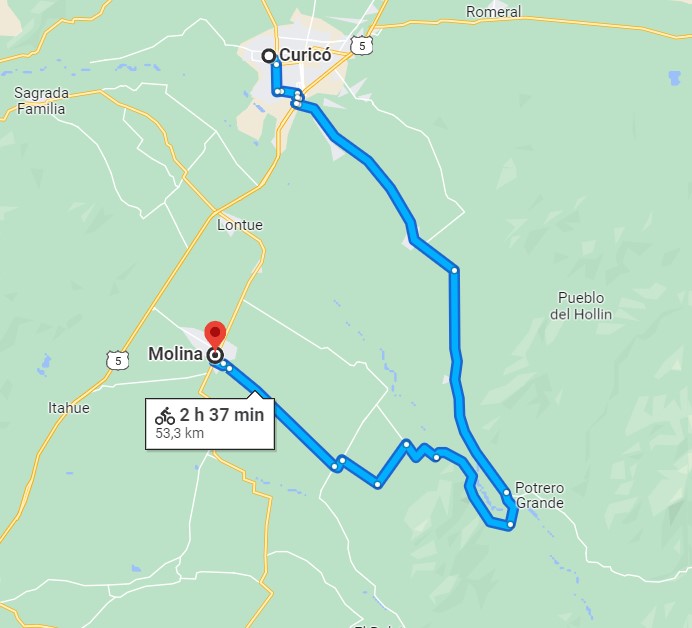 Romeral
Curicó
5
Sagrada
Familia
Lontue
Pueblo
del Hollin
Molina
5
Itahue
2 h 37 min
53,3 km
Potrero
Grande